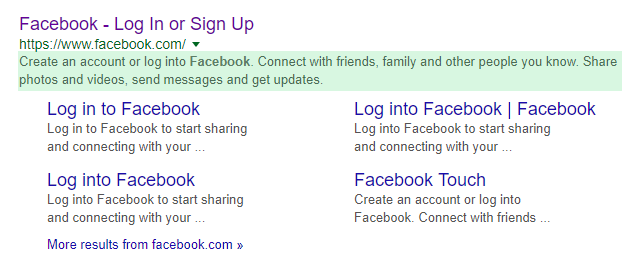 Facebook - Log In or Sign Up
https://www.facebook.com/
Create an account or log into Facebook. Connect with friends, family and other people you know. Share
photos and videos, send messages and get updates.
Log in to Facebook
Log in to Facebook to start sharing
and connecting with your ...
Log into Facebook | Facebook
Log into Facebook to start sharing
and connecting with your ...
Log into Facebook
Log into Facebook to start sharing
and connecting with your ...
Facebook Touch
Create an account or log into
Facebook. Connect with friends ...
More results from facebook.com »